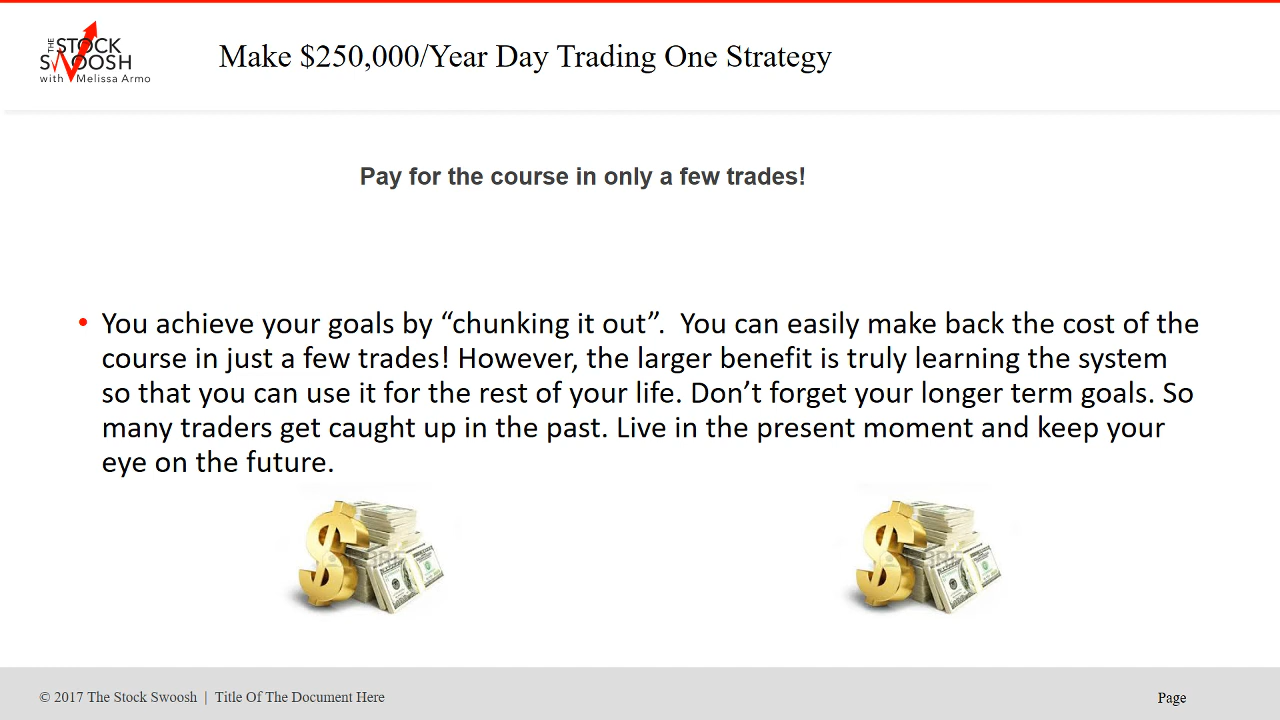 THE
STOCK
SWOOSH
with Melissa Armo
Make $250,000/Year Day Trading One Strategy
Pay for the course in only a few trades!
• You achieve your goals by “chunking it out”.  You can easily make back the cost of the
course in just a few trades! However, the larger benefit is truly learning the system
so that you can use it for the rest of your life. Don’t forget your longer term goals. So
many traders get caught up in the past. Live in the present moment and keep your
eye on the future.
© 2017 The Stock Swoosh | Title Of The Document Here
Page